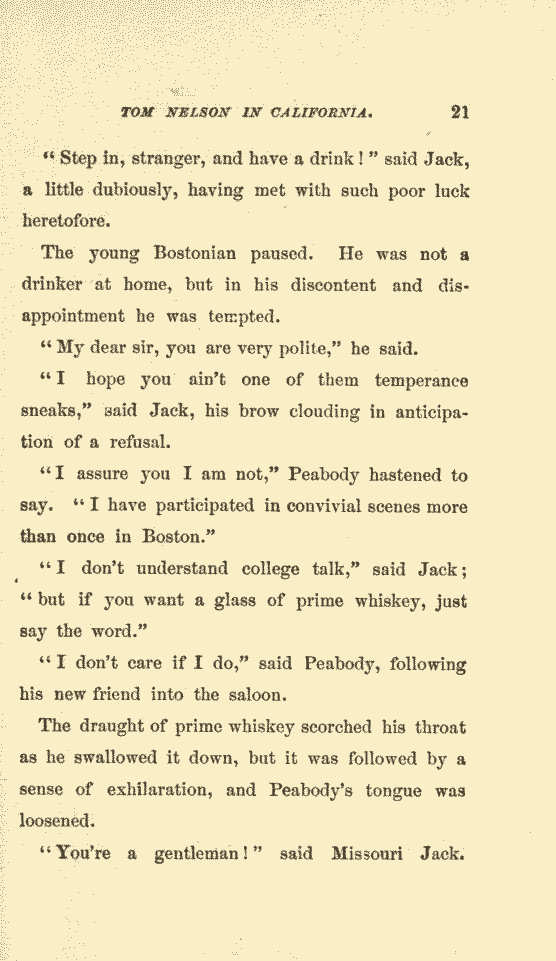 TOM NELSON IN CALIFORNIA. 21
“ Step in, stranger, and have a drink ! ” said Jack,
a little dubiously, having met with such poor luck
heretofore.
The young Bostonian paused. He was not a
drinker at home, but in his discontent and dis-
appointment he was tempted.
“ My dear sir, you are very polite,” he said.
“ I hope you ain’t one of them temperance
sneaks,” said Jack, his brow clouding in anticipa-
tion of a refusal.
“ I assure you I am not,” Peabody hastened to
say. “ I have participated in convivial scenes more
than once in Boston.”
“ I don’t understand college talk,” said Jack ;
“ but if you want a glass of prime whiskey, just
say the word.”
“ I don’t care if I do,” said Peabody, following
his new friend into the saloon.
The draught of prime whiskey scorched his throat
as he swallowed it down, but it was followed by a
sense of exhilaration, and Peabody’s tongue was
loosened.
“ You’re a gentleman ! ” said Missouri Jack.